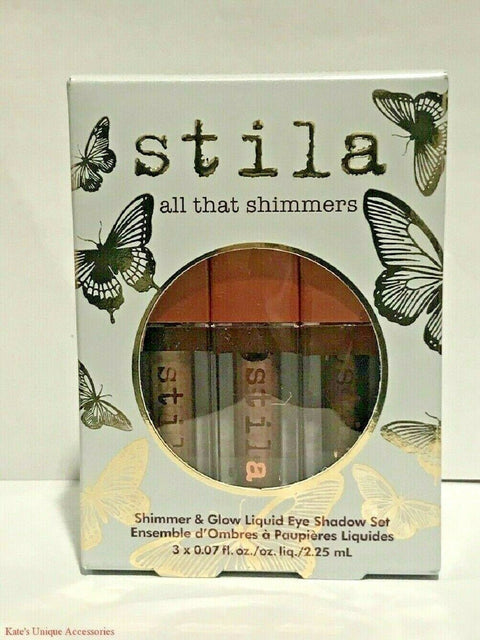 stila
all that shimmers
stila
stila
Shimmer & Glow Liquid Eye Shadow Set
Ensemble d'Ombres à Paupières Liquides
3 x 0.07 fl. oz./oz. liq./2.25 mL
Kate's Unique Accessories